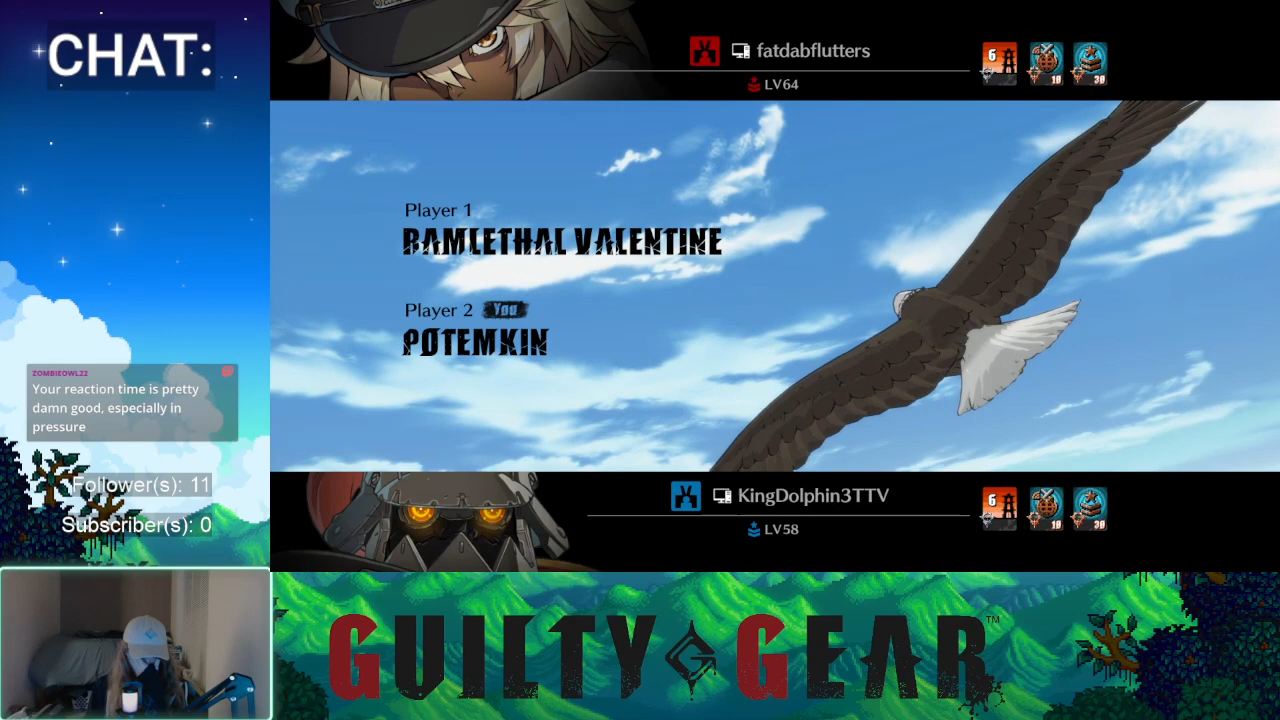 CHAT:
ZOMBIEOWL22
Your reaction time is pretty
damn good, especially in
pressure
Follower(s): 11
Subscriber(s): 0
fatdabflutters
LV64
6
10
30
Player 1
RAMLETHAL VALENTINE
Player 2 You
POTEMKIN
KingDolphin3TTV
LV58
6
10
30
GUILTY GEAR™